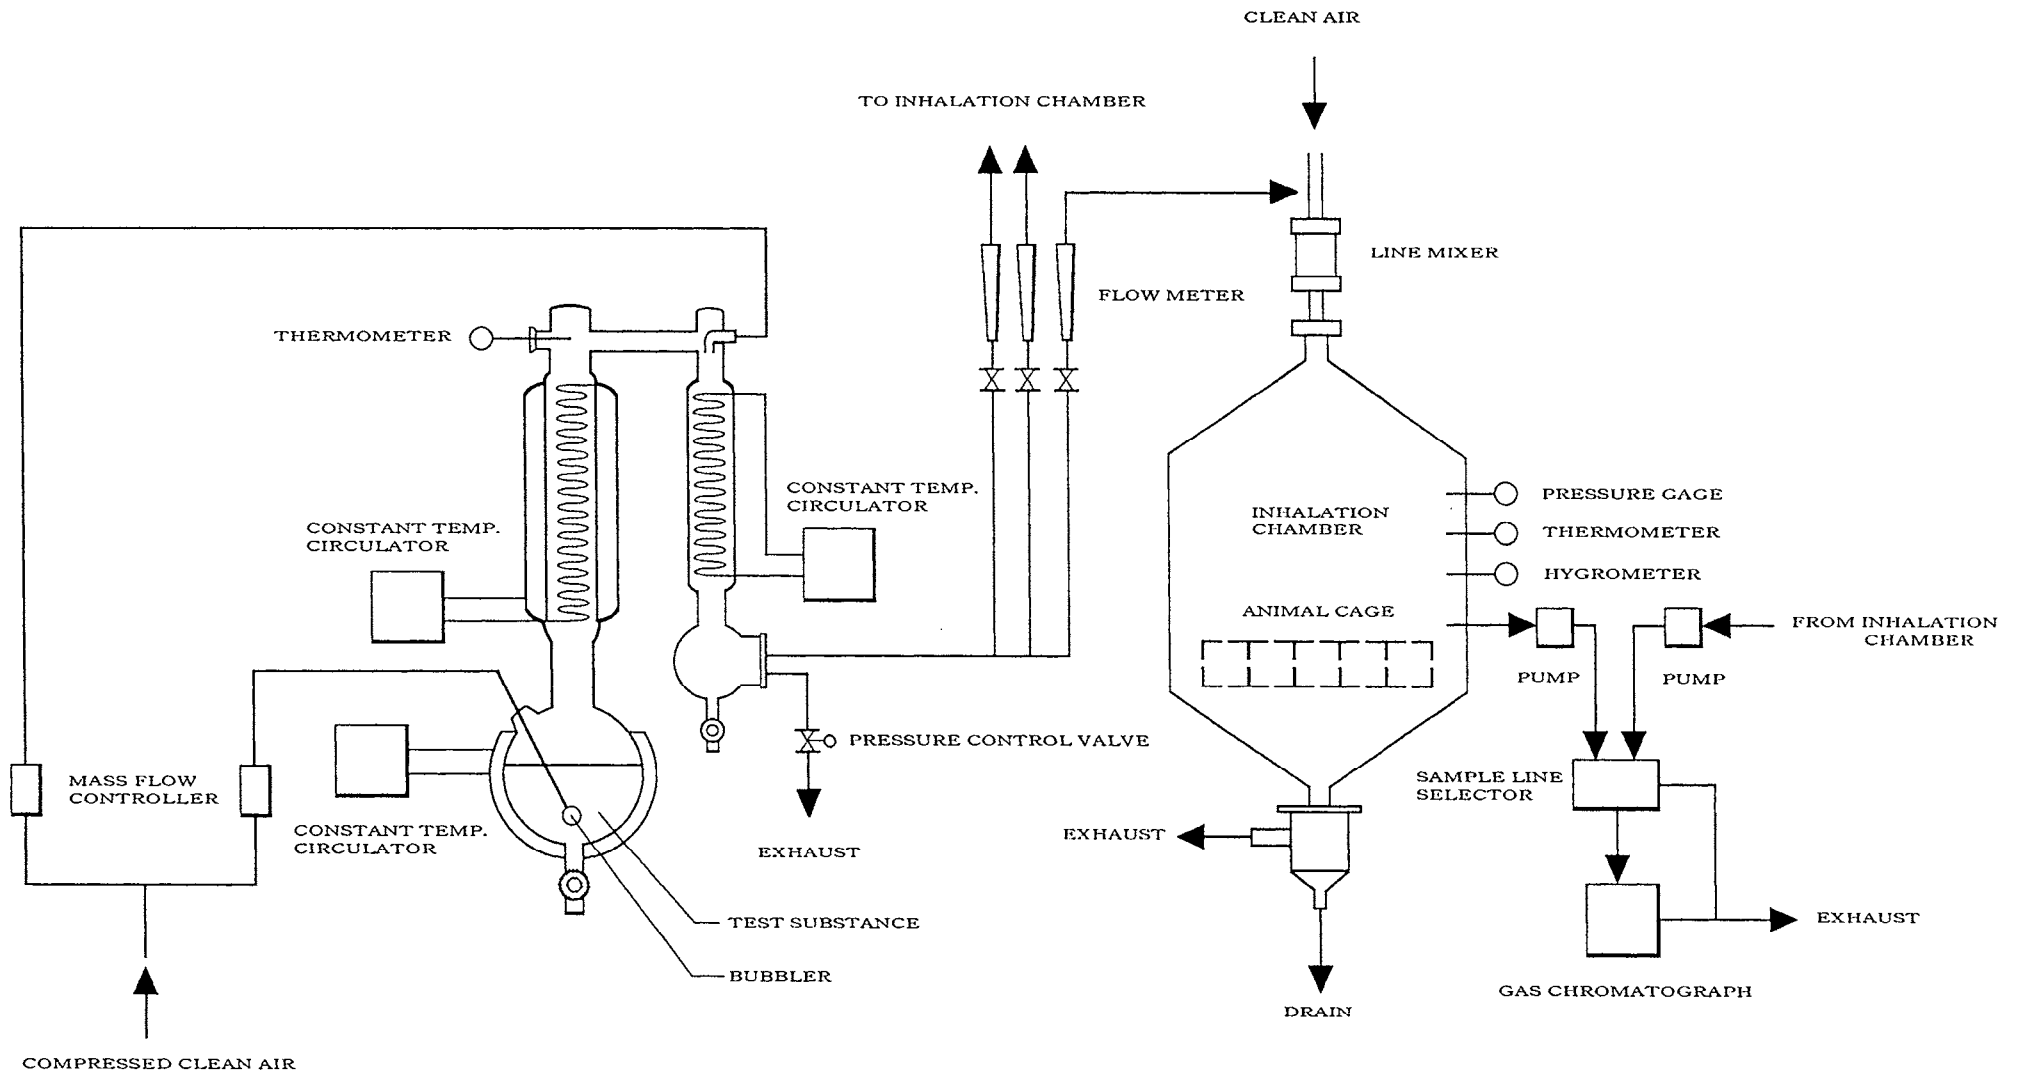 CLEAN AIR
TO INHALATION CHAMBER
LINE MIXER
FLOW METER
THERMOMETER
CONSTANT TEMP.
CIRCULATOR
CONSTANT TEMP.
CIRCULATOR
PRESSURE GAGE
INHALATION
CHAMBER
THERMOMETER
HYGROMETER
ANIMAL CAGE
FROM INHALATION
CHAMBER
PUMP
PUMP
PRESSURE CONTROL VALVE
MASS FLOW
CONTROLLER
SAMPLE LINE
SELECTOR
CONSTANT TEMP.
CIRCULATOR
EXHAUST
EXHAUST
TEST SUBSTANCE
EXHAUST
BUBBLER
GAS CHROMATOGRAPH
DRAIN
COMPRESSED CLEAN AIR